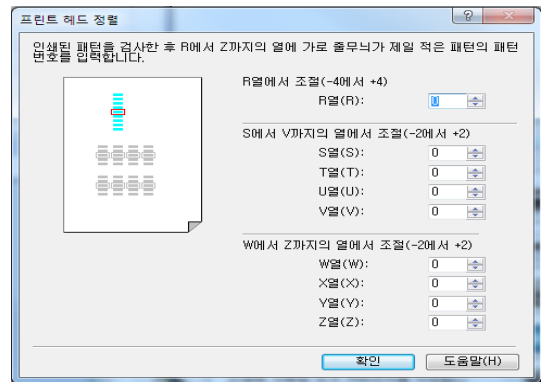 프린트 헤드 정렬
인쇄된 패턴을 검사한 후 R에서 Z까지의 열에 가로 줄무늬가 제일 적은 패턴의 패턴
번호를 입력합니다.
R열에서 조절(-4에서 +4)
R열(R): 0
S에서 V까지의 열에서 조절(-2에서 +2)
S열(S): 0
T열(T): 0
U열(U): 0
V열(V): 0
W에서 Z까지의 열에서 조절(-2에서 +2)
W열(W): 0
X열(X): 0
Y열(Y): 0
Z열(Z): 0
확인 도움말(H)